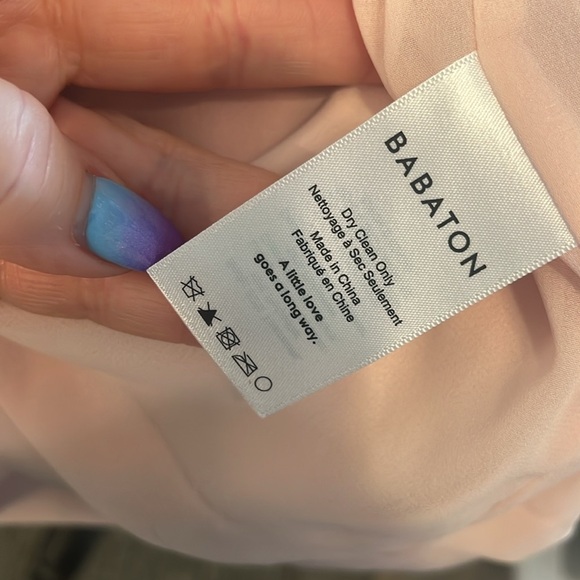 BABATON
Dry Clean Only
Nettoyage à Sec Seulement
Made in China
Fabriqué en Chine
A little love
goes a long way.